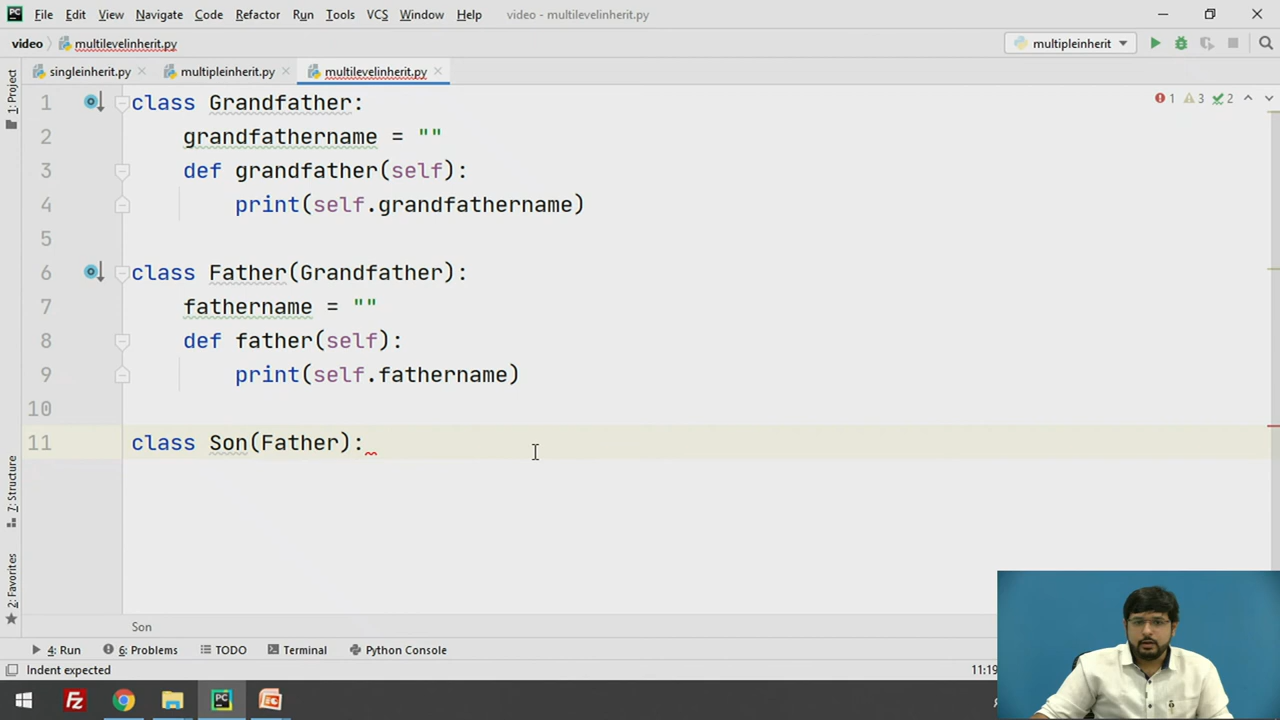 PC File Edit View Navigate Code Refactor Run Tools VCS Window Help video - multilevelinherit.py
video multilevelinherit.py multipleinherit
singleinherit.py multipleinherit.py multilevelinherit.py
1: Project
1 class Grandfather: 1 3 2
2 grandfathername = ""
3 def grandfather(self):
4 print(self.grandfathername)
5
6 class Father(Grandfather):
7 fathername = ""
8 def father(self):
9 print(self.fathername)
10
11 class Son(Father):
7: Structure
2: Favorites
Son
4: Run 6: Problems TODO Terminal Python Console
Indent expected 11:19
Fz PC